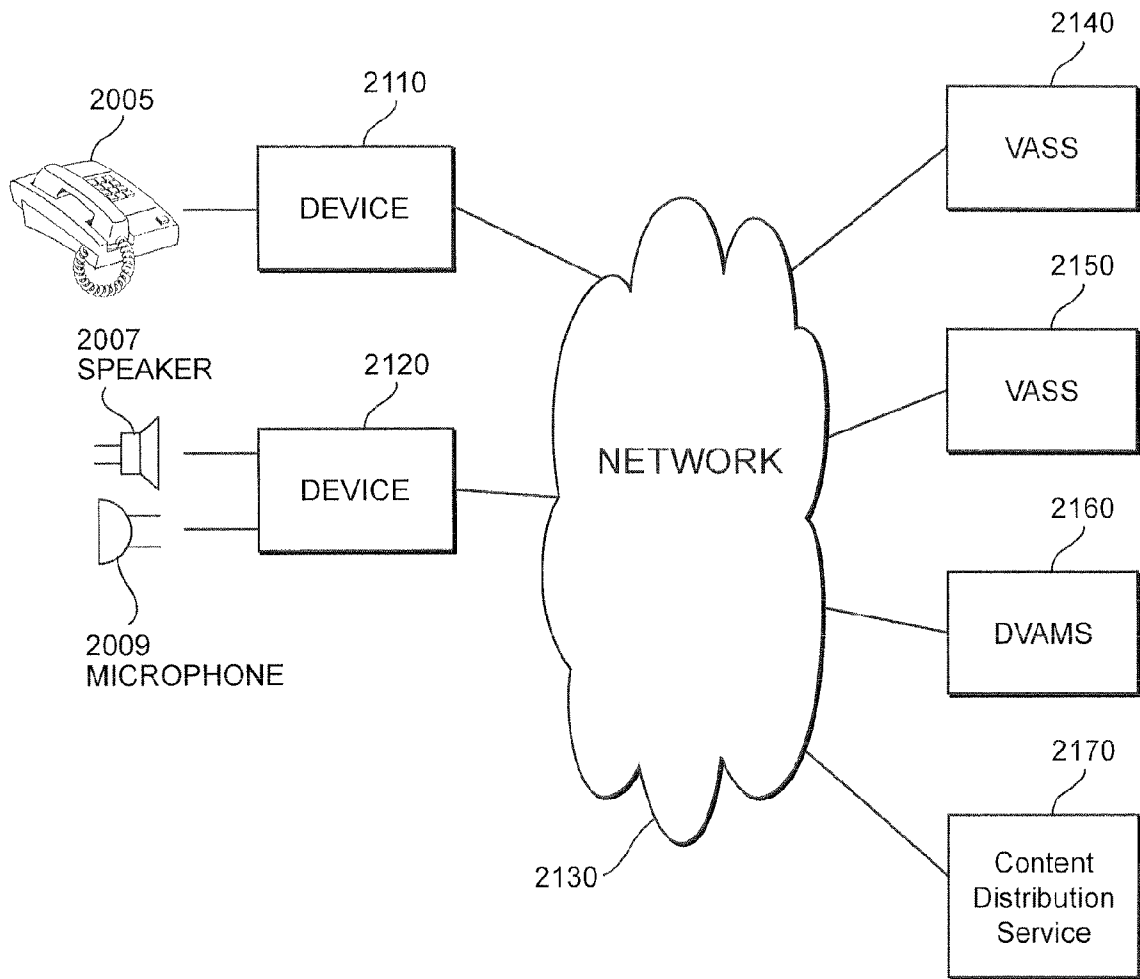 2005
2110
DEVICE
2007
SPEAKER
2120
DEVICE
2009
MICROPHONE
NETWORK
2130
2140
VASS
2150
VASS
2160
DVAMS
2170
Content
Distribution
Service